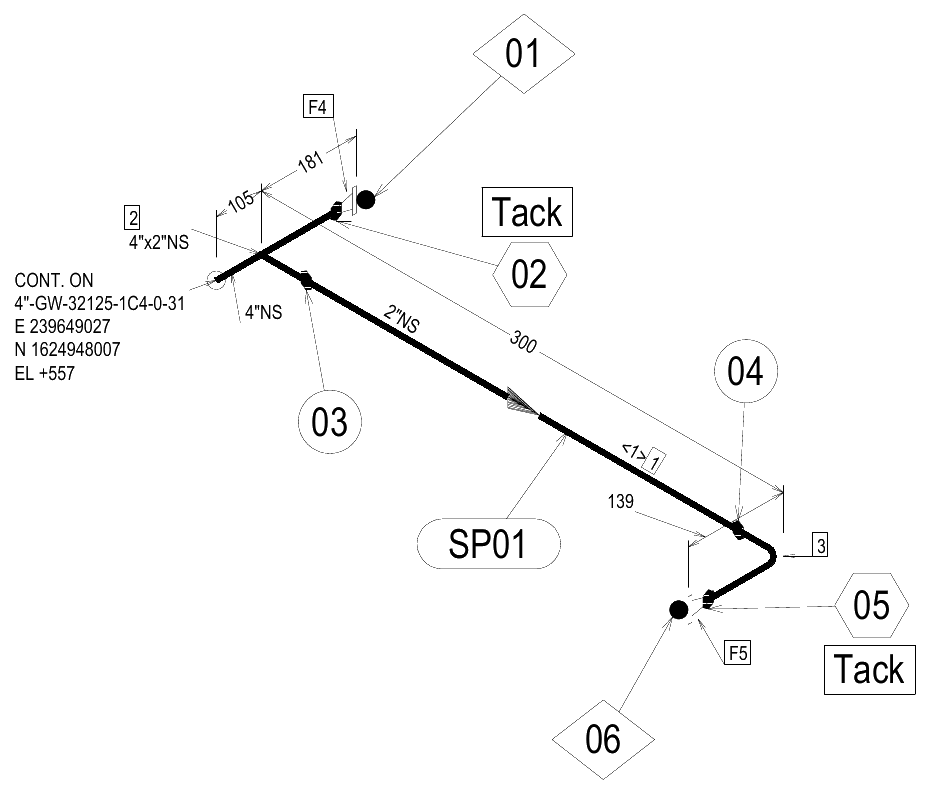 01
F4
181
105
Tack
2
4"x2"NS
02
CONT. ON
4"-GW-32125-1C4-0-31
E 239649027
N 1624948007
EL +557
4"NS
2"NS
300
04
03
<1>
1
139
SP01
3
05
F5
Tack
06